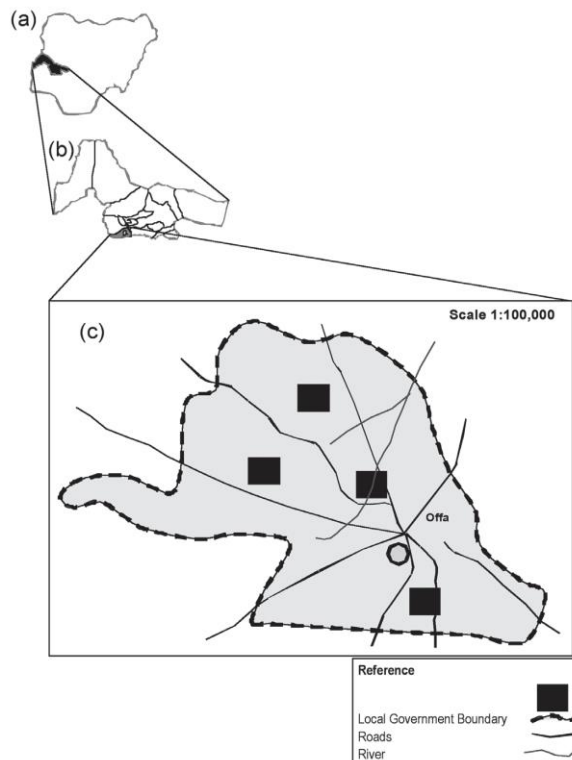 (a)
(b)
(c)
Scale 1:100,000
Offa
Reference
Local Government Boundary
Roads
River